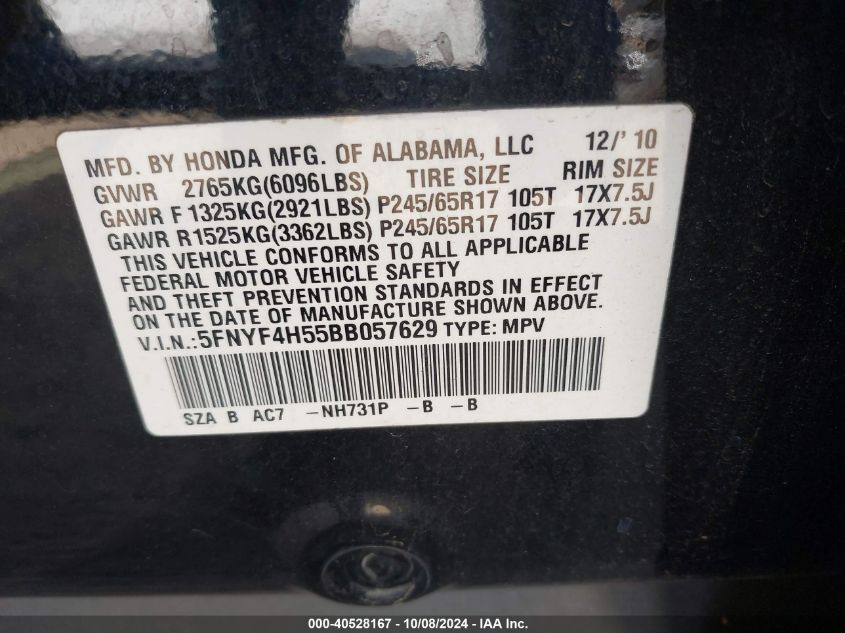 MFD. BY HONDA MFG. OF ALABAMA, LLC 12/' 10
GVWR 2765KG(6096LBS) TIRE SIZE RIM SIZE
GAWR F 1325KG(2921LBS) P245/65R17 105T 17X7.5J
GAWR R1525KG(3362LBS) P245/65R17 105T 17X7.5J
THIS VEHICLE CONFORMS TO ALL APPLICABLE
FEDERAL MOTOR VEHICLE SAFETY
AND THEFT PREVENTION STANDARDS IN EFFECT
ON THE DATE OF MANUFACTURE SHOWN ABOVE.
V.I.N.:5FNYF4H55BB057629 TYPE: MPV
SZA B AC7 -NH731P -B -B
000-40528167 - 10/08/2024 - IAA Inc.